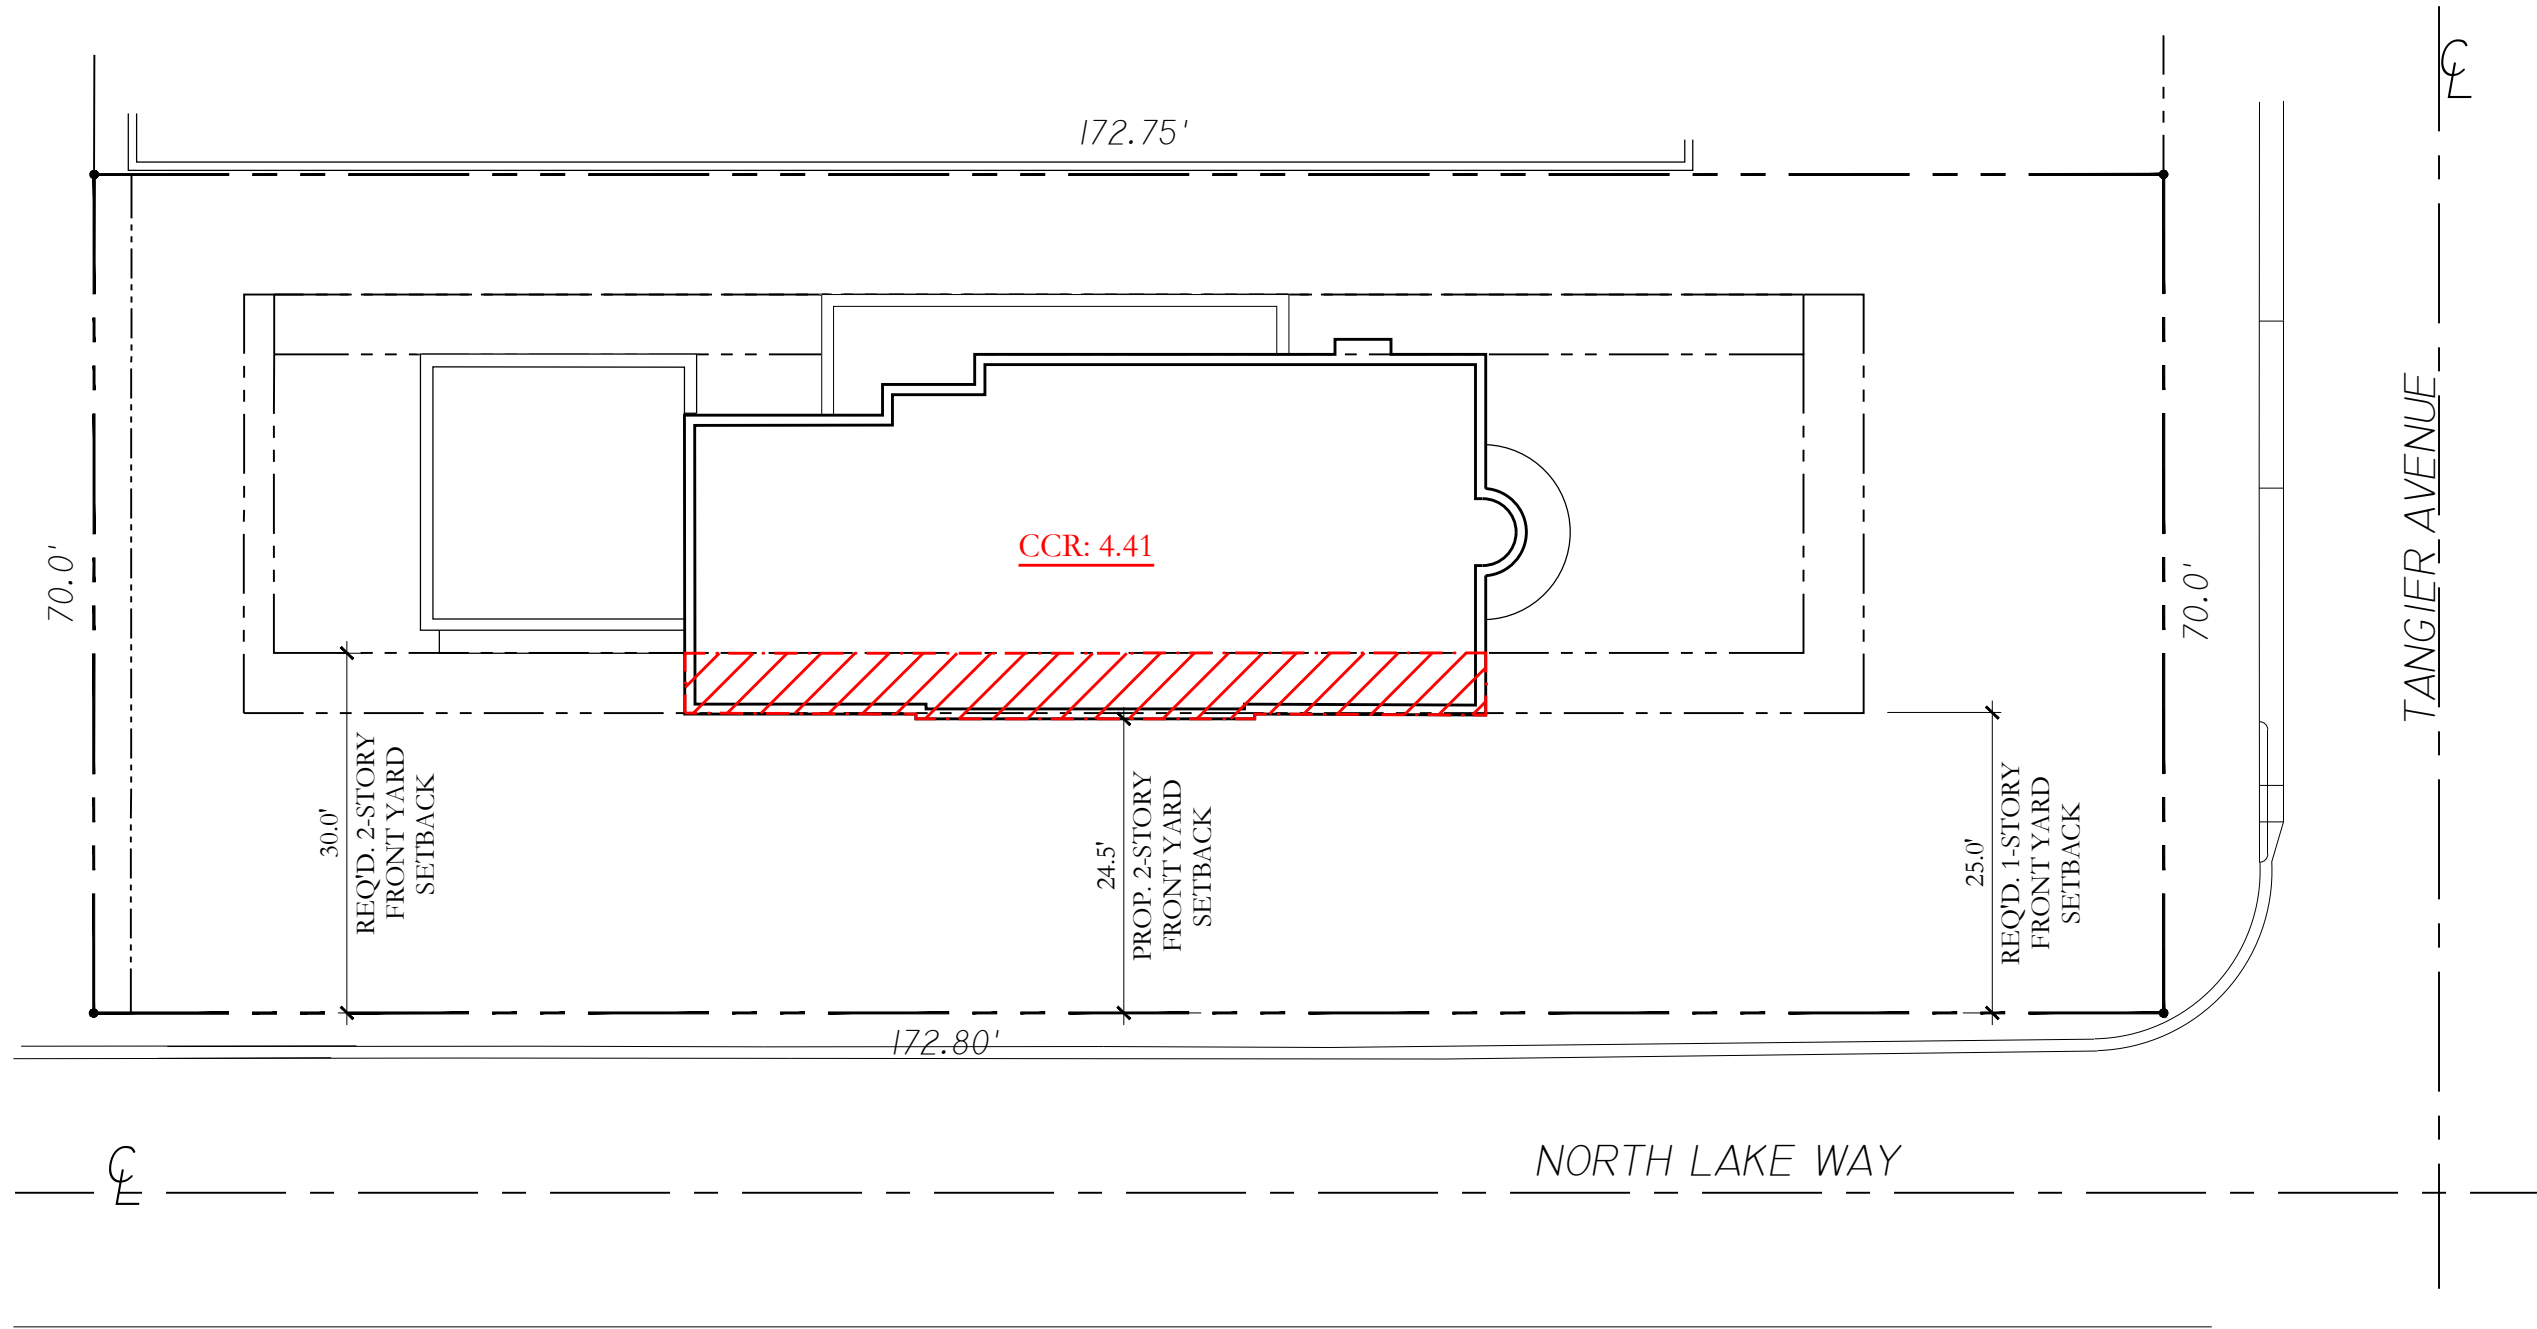 ℄
172.75'
70.0'
CCR: 4.41
70.0'
TANGIER AVENUE
30.0'
REQ'D. 2-STORY
FRONT YARD
SETBACK
24.5'
PROP. 2-STORY
FRONT YARD
SETBACK
25.0'
REQ'D. 1-STORY
FRONT YARD
SETBACK
172.80'
℄
NORTH LAKE WAY